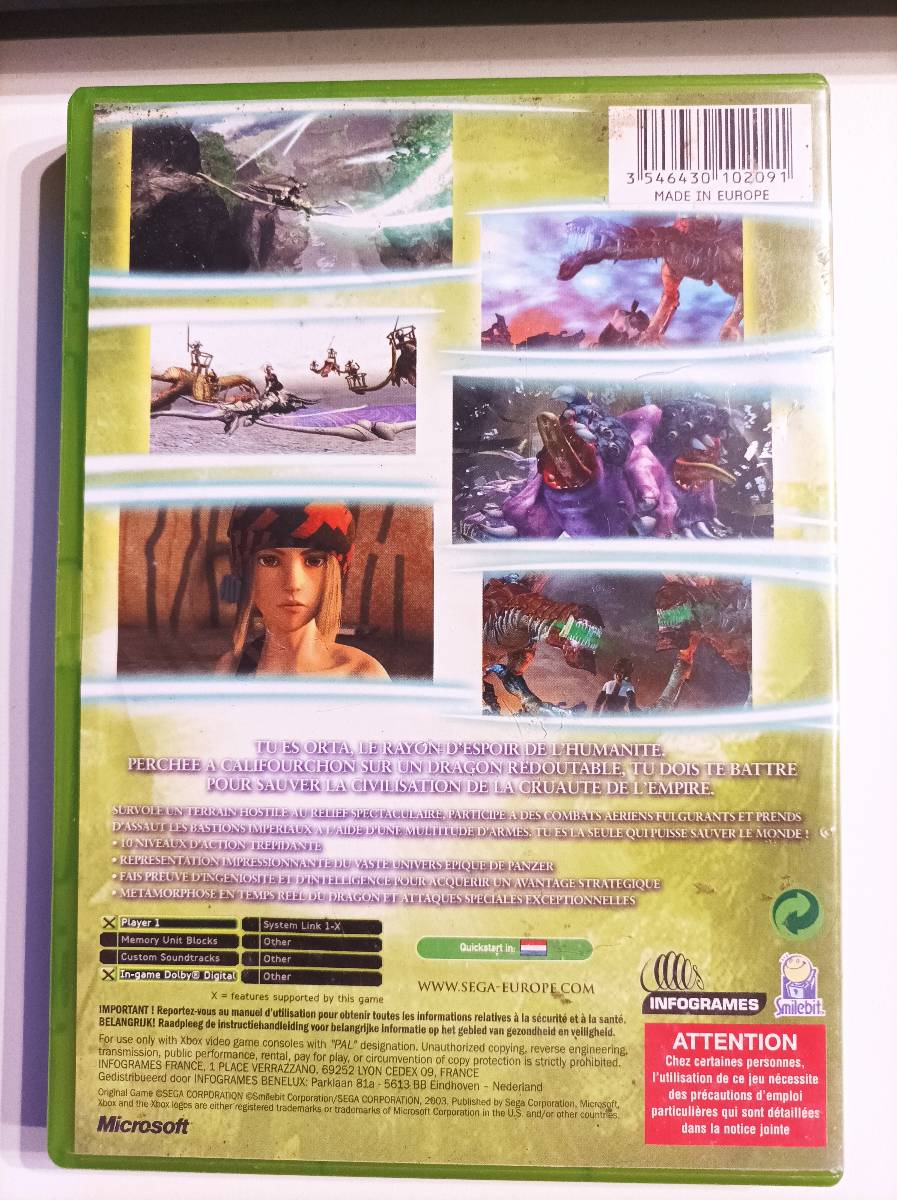 3 546430 102091
MADE IN EUROPE
TU ES ORTA, LE RAYON D'ESPOIR DE L'HUMANITE.
PERCHEE A CALIFOURCHON SUR UN DRAGON REDOUTABLE, TU DOIS TE BATTRE
POUR SAUVER LA CIVILISATION DE LA CRUAUTE DE L'EMPIRE.
SURVOLE UN TERRAIN HOSTILE AU RELIEF SPECTACULAIRE, PARTICIPE A DES COMBATS AERIENS FULGURANTS ET PRENDS
D'ASSAUT LES BASTIONS IMPERIAUX A L'AIDE D'UNE MULTITUDE D'ARMES. TU ES LA SEULE QUI PUISSE SAUVER LE MONDE !
• 10 NIVEAUX D'ACTION TREPIDANTE
• REPRESENTATION IMPRESSIONNANTE DU VASTE UNIVERS EPIQUE DE PANZER
• FAIS PREUVE D'INGENIOSITE ET D'INTELLIGENCE POUR ACQUERIR UN AVANTAGE STRATEGIQUE
• METAMORPHOSE EN TEMPS REEL DU DRAGON ET ATTAQUES SPECIALES EXCEPTIONNELLES
X Player 1
Memory Unit Blocks
Custom Soundtracks
X In-game Dolby® Digital
System Link 1-X
Other
Other
Other
X = features supported by this game
Quickstart in:
WWW.SEGA-EUROPE.COM
INFOGRAMES
Smilebit
IMPORTANT ! Reportez-vous au manuel d'utilisation pour obtenir toutes les informations relatives à la sécurité et à la santé.
BELANGRIJK! Raadpleeg de instructiehandleiding voor belangrijke informatie op het gebied van gezondheid en veiligheid.
For use only with Xbox video game consoles with "PAL" designation. Unauthorized copying, reverse engineering,
transmission, public performance, rental, pay for play, or circumvention of copy protection is strictly prohibited.
INFOGRAMES FRANCE, 1 PLACE VERRAZZANO, 69252 LYON CEDEX 09, FRANCE
Gedistribueerd door INFOGRAMES BENELUX: Parklaan 81a - 5613 BB Eindhoven - Nederland
Original Game ©SEGA CORPORATION ©Smilebit Corporation/SEGA CORPORATION, 2003. Published by Sega Corporation, Microsoft,
Xbox and the Xbox logos are either registered trademarks or trademarks of Microsoft Corporation in the U.S. and/or other countries.
Microsoft
ATTENTION
Chez certaines personnes,
l'utilisation de ce jeu nécessite
des précautions d'emploi
particulières qui sont détaillées
dans la notice jointe